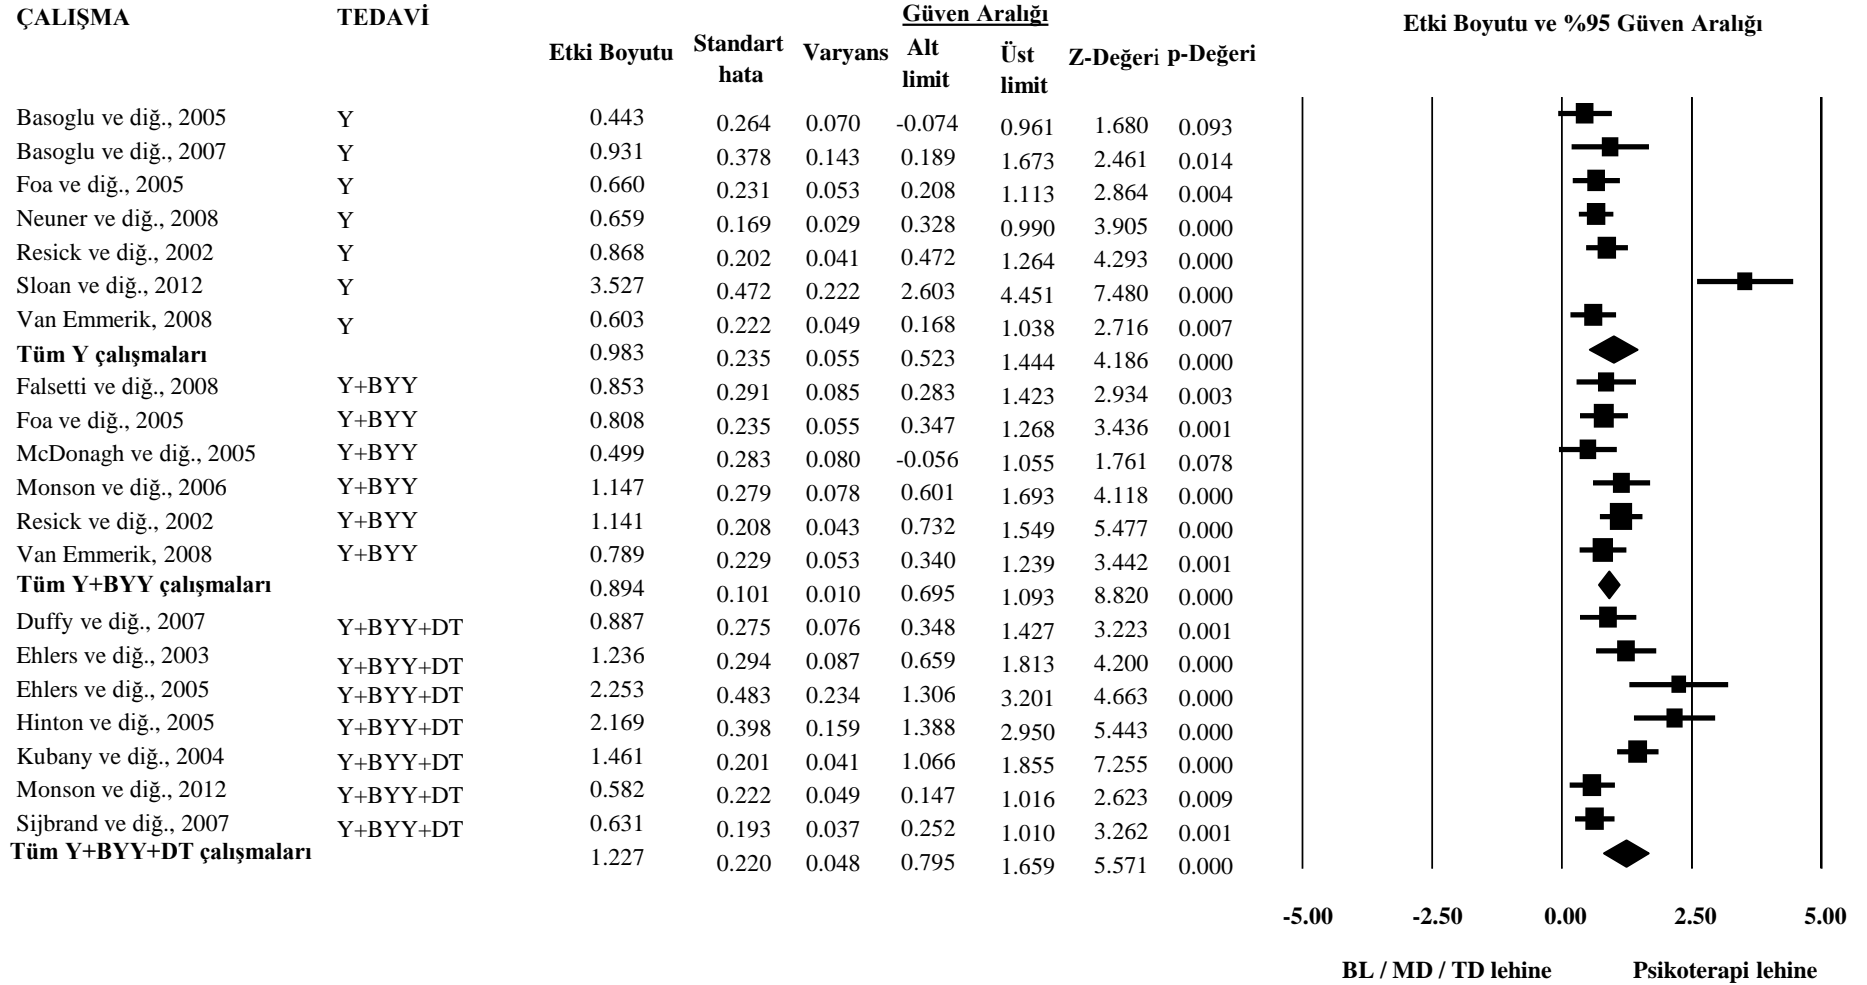 ÇALIŞMA TEDAVİ Güven Aralığı Etki Boyutu ve %95 Güven Aralığı
Etki Boyutu Standart hata Varyans Alt limit Üst limit Z-Değeri p-Değeri
Basoglu ve diğ., 2005 Y 0.443 0.264 0.070 -0.074 0.961 1.680 0.093
Basoglu ve diğ., 2007 Y 0.931 0.378 0.143 0.189 1.673 2.461 0.014
Foa ve diğ., 2005 Y 0.660 0.231 0.053 0.208 1.113 2.864 0.004
Neuner ve diğ., 2008 Y 0.659 0.169 0.029 0.328 0.990 3.905 0.000
Resick ve diğ., 2002 Y 0.868 0.202 0.041 0.472 1.264 4.293 0.000
Sloan ve diğ., 2012 Y 3.527 0.472 0.222 2.603 4.451 7.480 0.000
Van Emmerik, 2008 Y 0.603 0.222 0.049 0.168 1.038 2.716 0.007
Tüm Y çalışmaları 0.983 0.235 0.055 0.523 1.444 4.186 0.000
Falsetti ve diğ., 2008 Y+BYY 0.853 0.291 0.085 0.283 1.423 2.934 0.003
Foa ve diğ., 2005 Y+BYY 0.808 0.235 0.055 0.347 1.268 3.436 0.001
McDonagh ve diğ., 2005 Y+BYY 0.499 0.283 0.080 -0.056 1.055 1.761 0.078
Monson ve diğ., 2006 Y+BYY 1.147 0.279 0.078 0.601 1.693 4.118 0.000
Resick ve diğ., 2002 Y+BYY 1.141 0.208 0.043 0.732 1.549 5.477 0.000
Van Emmerik, 2008 Y+BYY 0.789 0.229 0.053 0.340 1.239 3.442 0.001
Tüm Y+BYY çalışmaları 0.894 0.101 0.010 0.695 1.093 8.820 0.000
Duffy ve diğ., 2007 Y+BYY+DT 0.887 0.275 0.076 0.348 1.427 3.223 0.001
Ehlers ve diğ., 2003 Y+BYY+DT 1.236 0.294 0.087 0.659 1.813 4.200 0.000
Ehlers ve diğ., 2005 Y+BYY+DT 2.253 0.483 0.234 1.306 3.201 4.663 0.000
Hinton ve diğ., 2005 Y+BYY+DT 2.169 0.398 0.159 1.388 2.950 5.443 0.000
Kubany ve diğ., 2004 Y+BYY+DT 1.461 0.201 0.041 1.066 1.855 7.255 0.000
Monson ve diğ., 2012 Y+BYY+DT 0.582 0.222 0.049 0.147 1.016 2.623 0.009
Sijbrand ve diğ., 2007 Y+BYY+DT 0.631 0.193 0.037 0.252 1.010 3.262 0.001
Tüm Y+BYY+DT çalışmaları 1.227 0.220 0.048 0.795 1.659 5.571 0.000
-5.00 -2.50 0.00 2.50 5.00
BL / MD / TD lehine Psikoterapi lehine